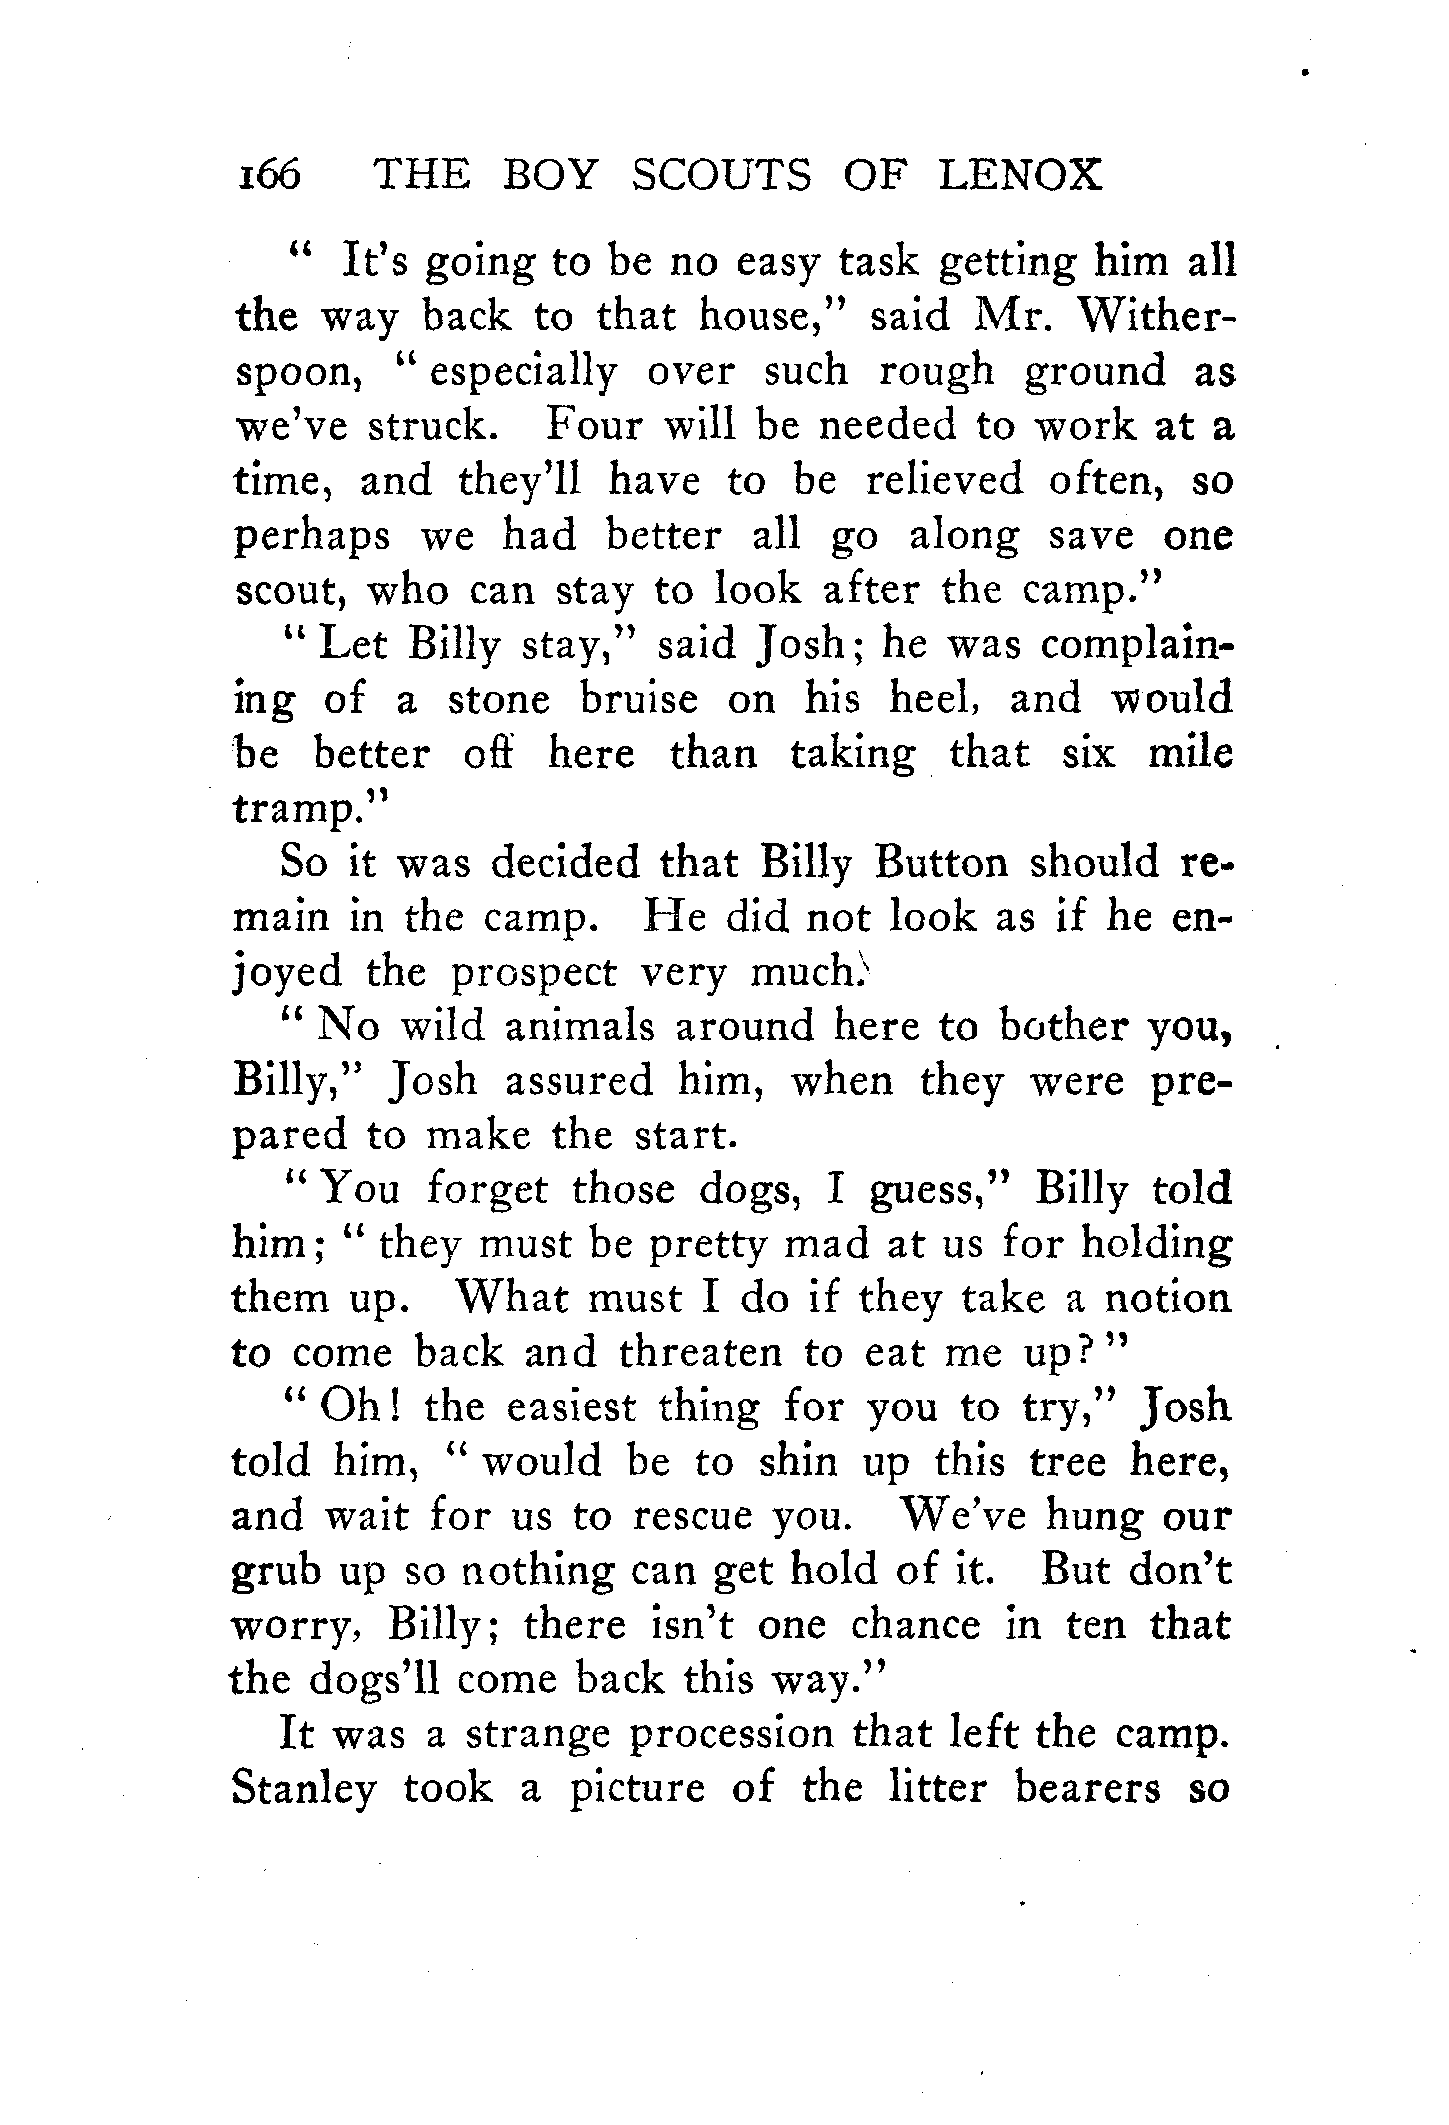 166 THE BOY SCOUTS OF LENOX
" It's going to be no easy task getting him all
the way back to that house," said Mr. Wither-
spoon, " especially over such rough ground as
we've struck. Four will be needed to work at a
time, and they'll have to be relieved often, so
perhaps we had better all go along save one
scout, who can stay to look after the camp."
" Let Billy stay," said Josh; he was complain-
ing of a stone bruise on his heel, and would
be better off here than taking that six mile
tramp."
So it was decided that Billy Button should re-
main in the camp. He did not look as if he en-
joyed the prospect very much.
" No wild animals around here to bother you,
Billy," Josh assured him, when they were pre-
pared to make the start.
" You forget those dogs, I guess," Billy told
him; " they must be pretty mad at us for holding
them up. What must I do if they take a notion
to come back and threaten to eat me up? "
" Oh! the easiest thing for you to try," Josh
told him, " would be to shin up this tree here,
and wait for us to rescue you. We've hung our
grub up so nothing can get hold of it. But don't
worry, Billy; there isn't one chance in ten that
the dogs'll come back this way."
It was a strange procession that left the camp.
Stanley took a picture of the litter bearers so